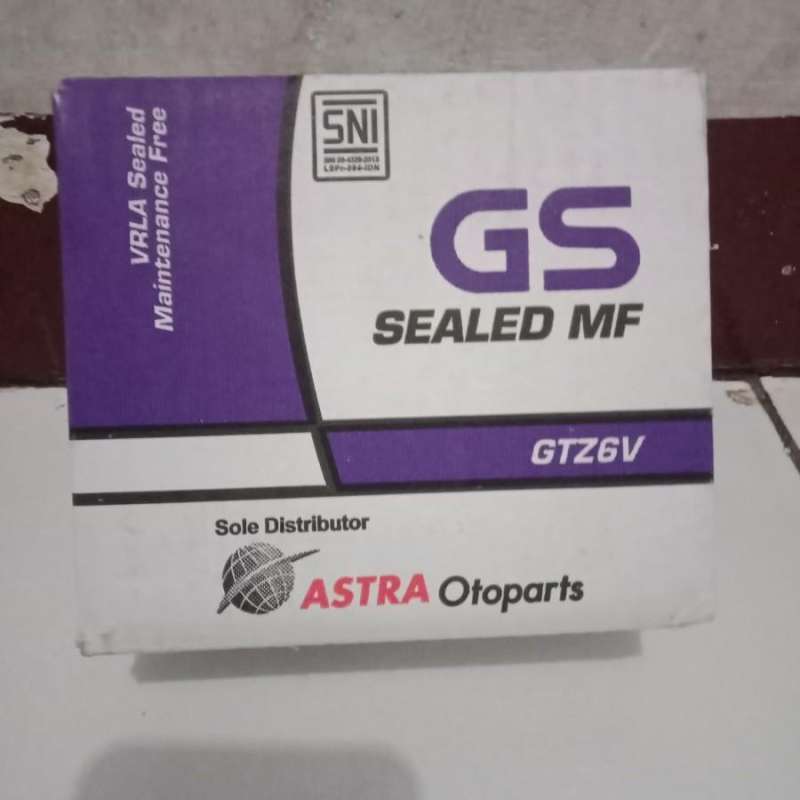 VRLA Sealed
Maintenance Free
SNI
GS
SEALED MF
GTZ6V
Sole Distributor
ASTRA Otoparts